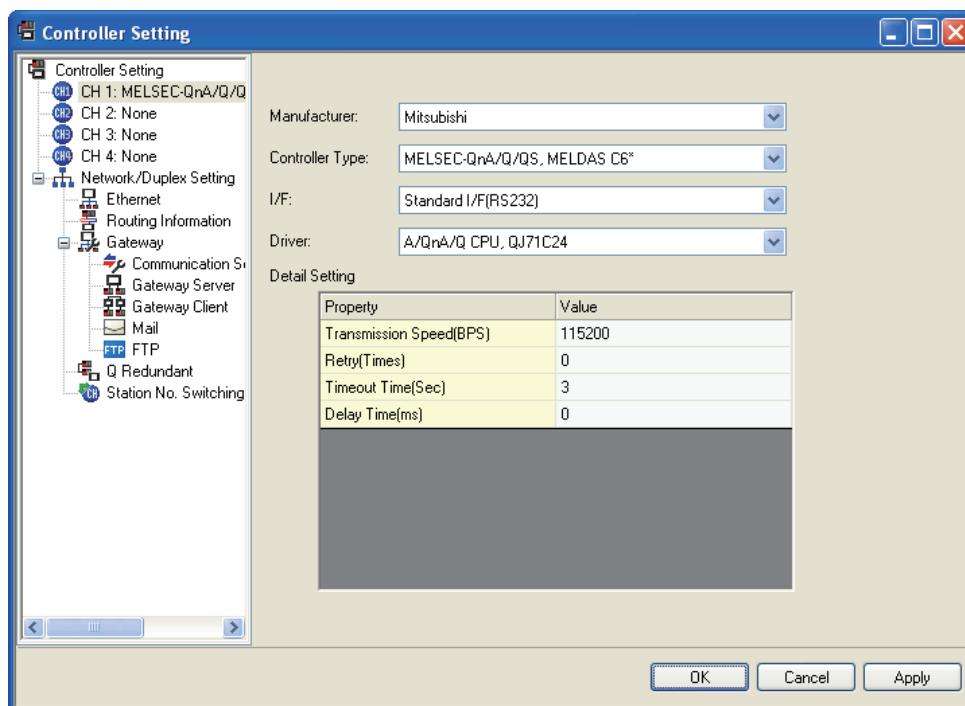 Controller Setting
Controller Setting
CH1 CH 1: MELSEC-QnA/Q/Q
CH2 CH 2: None
CH3 CH 3: None
CH4 CH 4: None
Network/Duplex Setting
Ethernet
Routing Information
Gateway
Communication Se
Gateway Server
Gateway Client
Mail
FTP FTP
Q Redundant
CH Station No. Switching
Manufacturer: Mitsubishi
Controller Type: MELSEC-QnA/Q/QS, MELDAS C6*
I/F: Standard I/F(RS232)
Driver: A/QnA/Q CPU, QJ71C24
Detail Setting
Property Value
Transmission Speed(BPS) 115200
Retry(Times) 0
Timeout Time(Sec) 3
Delay Time(ms) 0
OK Cancel Apply